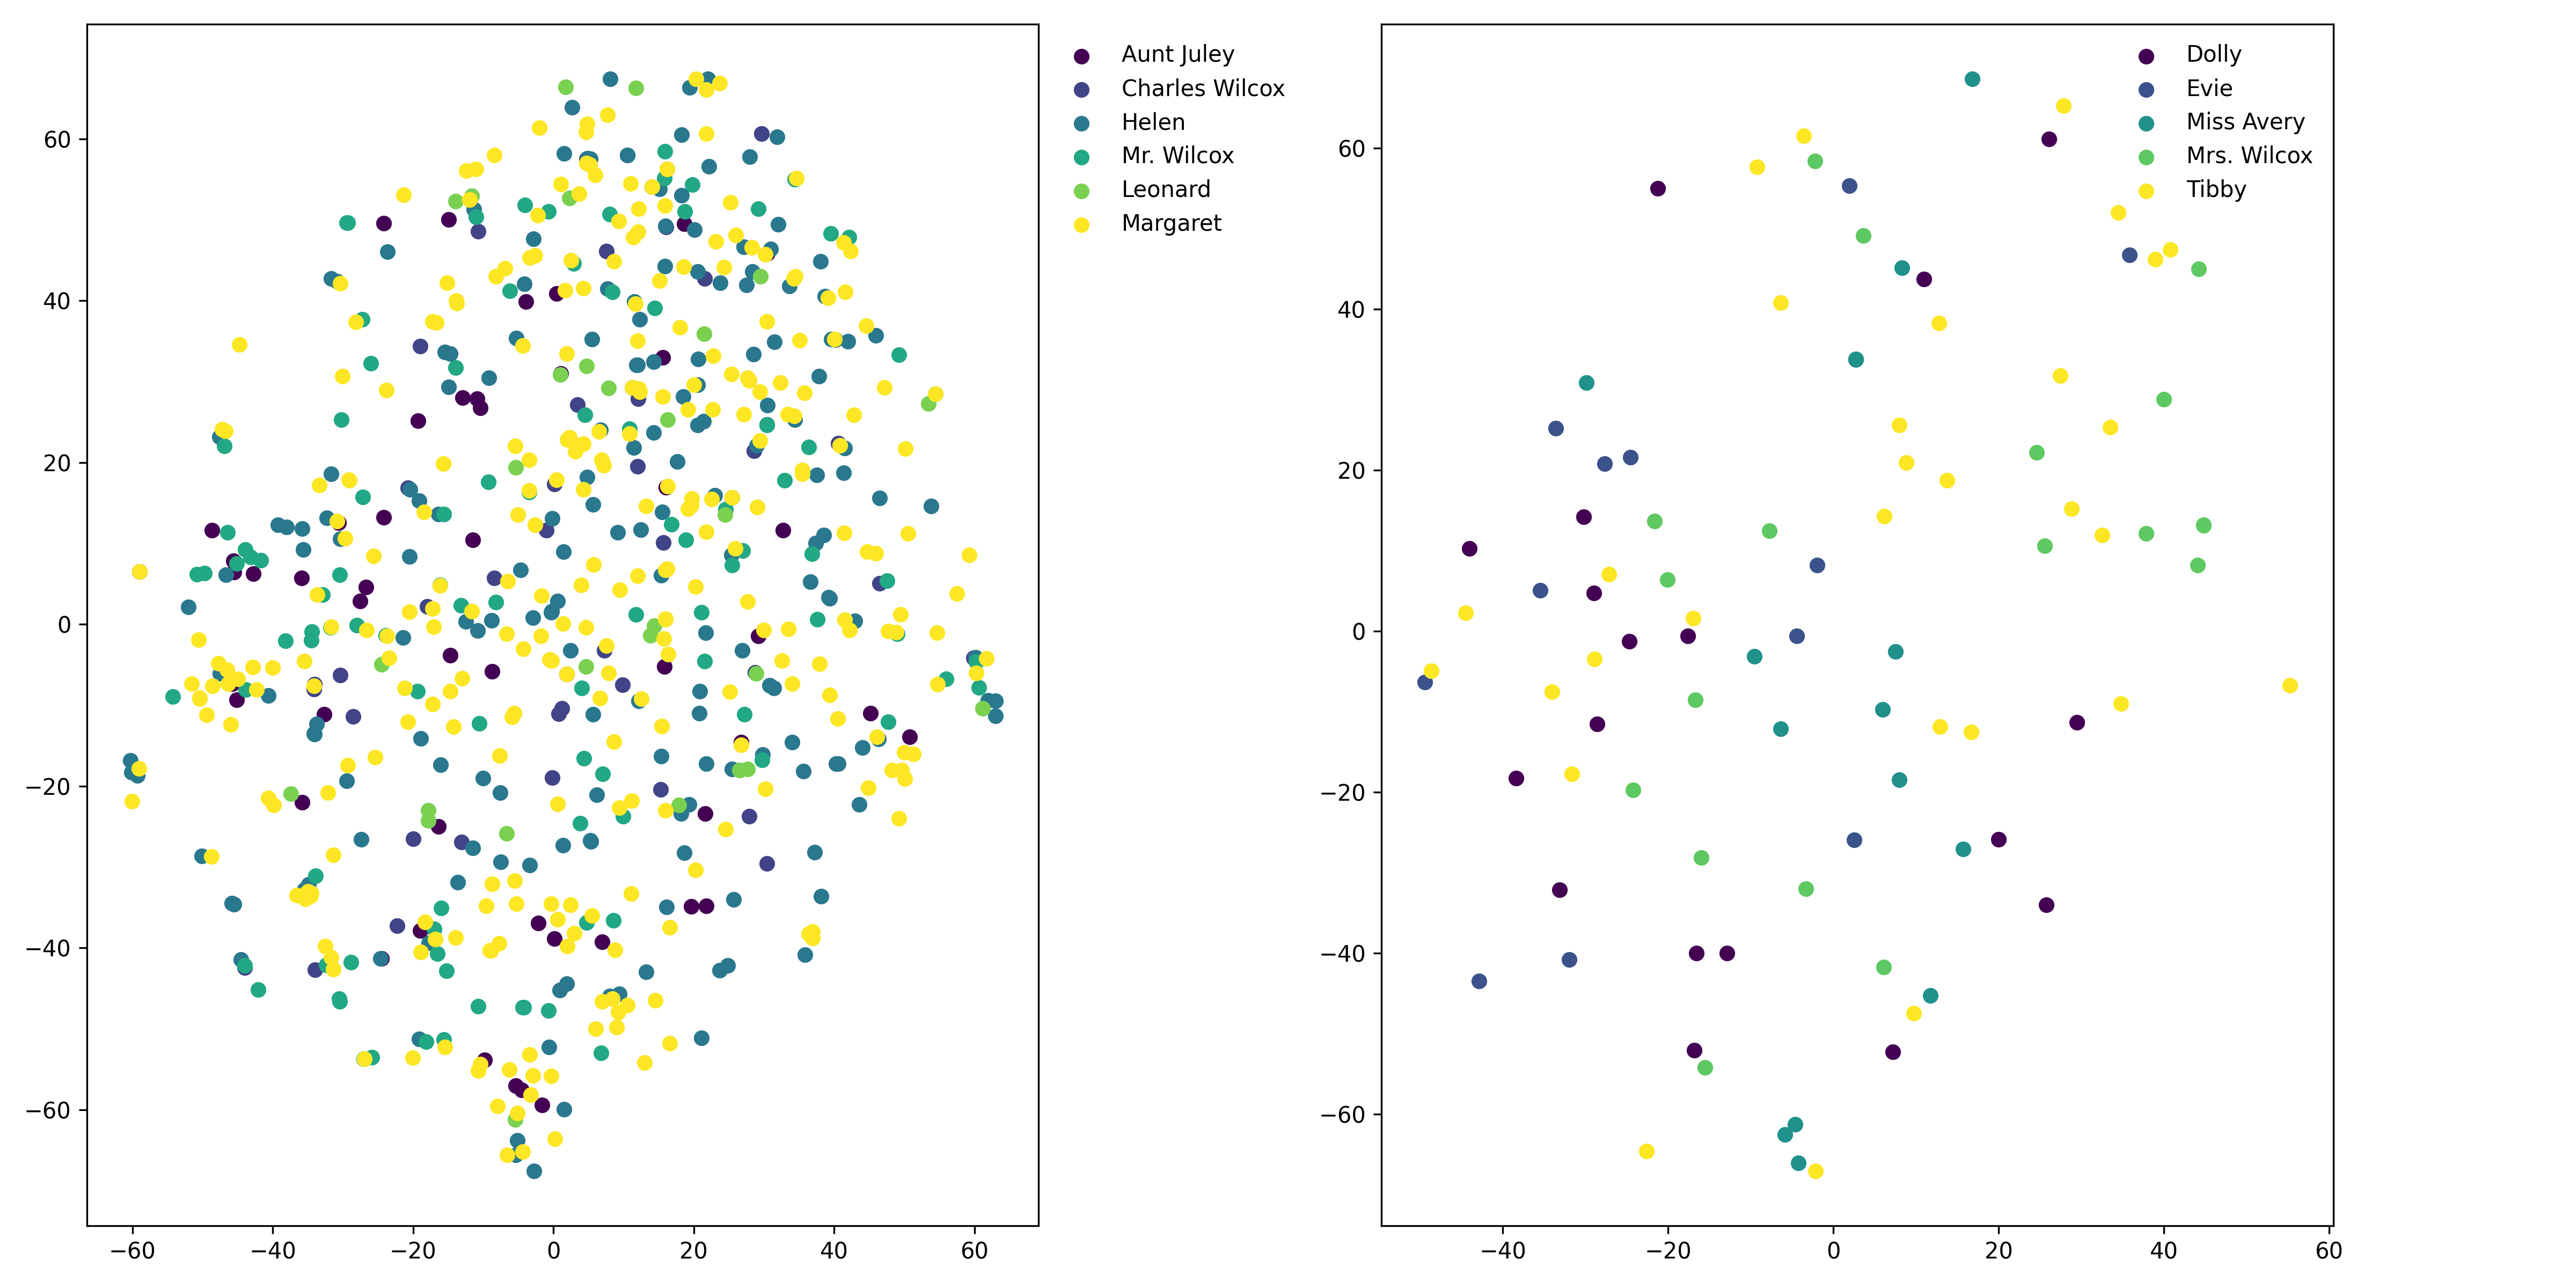 60
40
20
0
−20
−40
−60
−60 −40 −20 0 20 40 60
Aunt Juley
Charles Wilcox
Helen
Mr. Wilcox
Leonard
Margaret
60
40
20
0
−20
−40
−60
−40 −20 0 20 40 60
Dolly
Evie
Miss Avery
Mrs. Wilcox
Tibby